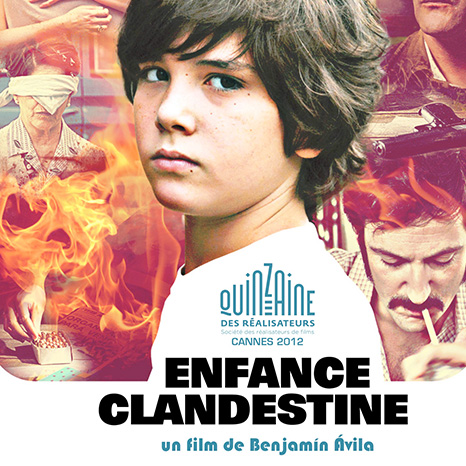 QUINZAINE
DES RÉALISATEURS
Société des réalisateurs de films
CANNES 2012
ENFANCE
CLANDESTINE
un film de Benjamín Ávila